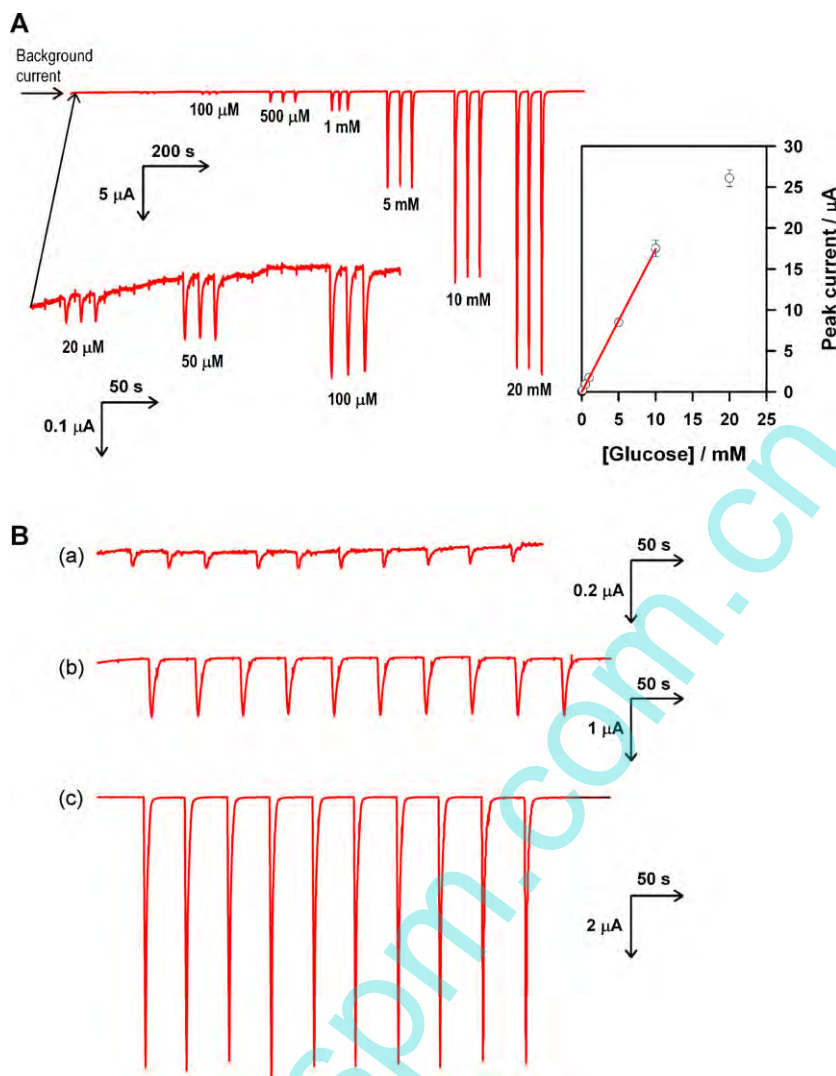 A
Background
current
100 µM
500 µM
1 mM
200 s
5 µA
5 mM
10 mM
20 mM
20 µM
50 µM
100 µM
50 s
0.1 µA
30
25
20
15
10
5
0
Peak current / µA
0 5 10 15 20 25
[Glucose] / mM
B
(a)
50 s
0.2 µA
(b)
50 s
1 µA
(c)
50 s
2 µA
spm.com.cn